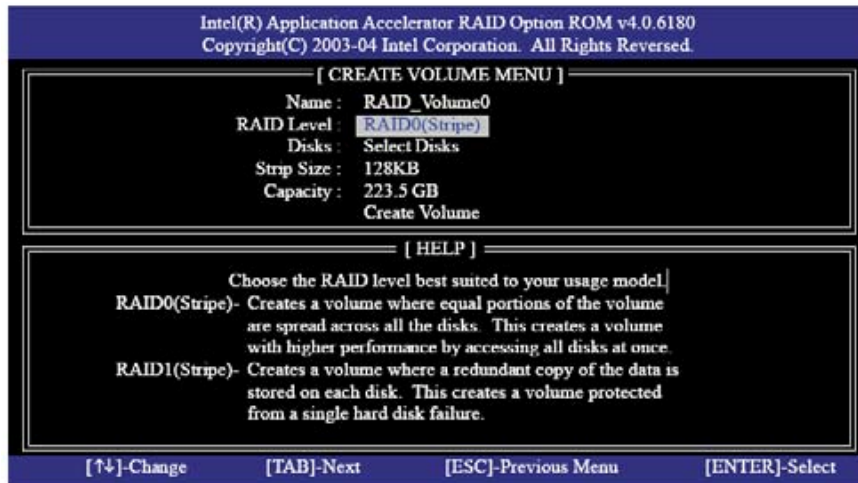 Intel(R) Application Accelerator RAID Option ROM v4.0.6180
Copyright(C) 2003-04 Intel Corporation. All Rights Reversed.
[ CREATE VOLUME MENU ]
Name : RAID_Volume0
RAID Level : RAID0(Stripe)
Disks : Select Disks
Strip Size : 128KB
Capacity : 223.5 GB
Create Volume
[ HELP ]
Choose the RAID level best suited to your usage model.
RAID0(Stripe)- Creates a volume where equal portions of the volume
are spread across all the disks. This creates a volume
with higher performance by accessing all disks at once.
RAID1(Stripe)- Creates a volume where a redundant copy of the data is
stored on each disk. This creates a volume protected
from a single hard disk failure.
[↑↓]-Change [TAB]-Next [ESC]-Previous Menu [ENTER]-Select